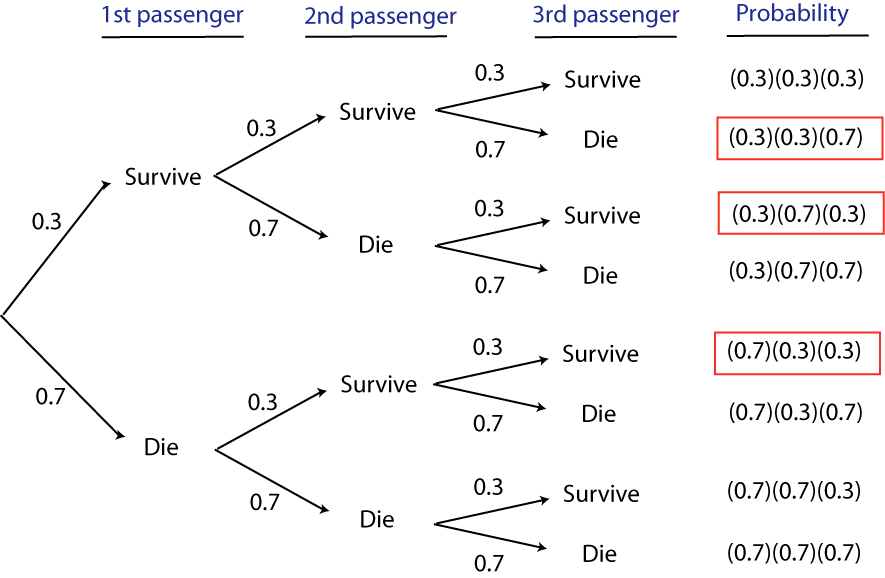 1st passenger 2nd passenger 3rd passenger Probability
0.3 Survive (0.3)(0.3)(0.3)
Survive
0.3 0.7 Die (0.3)(0.3)(0.7)
Survive
0.3 0.7 0.3 Survive (0.3)(0.7)(0.3)
Die
0.7 Die (0.3)(0.7)(0.7)
0.3 Survive (0.7)(0.3)(0.3)
Survive
0.7 0.3 0.7 Die (0.7)(0.3)(0.7)
Die
0.7 0.3 Survive (0.7)(0.7)(0.3)
Die
0.7 Die (0.7)(0.7)(0.7)